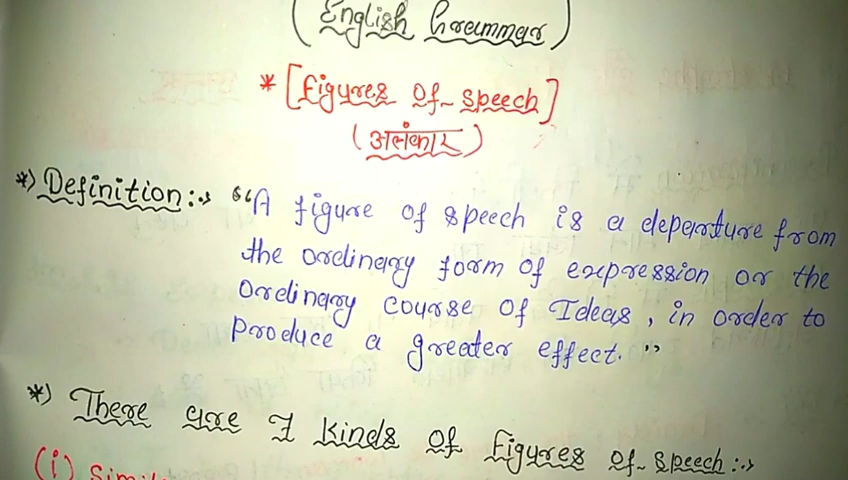 (English Grammar)
* [Figures of speech]
(अलंकार)
*) Definition:→ "A figure of speech is a departure from
the ordinary form of expression or the
ordinary course of Ideas, in order to
produce a greater effect."
*) There are 7 kinds of Figures of speech:→
(i) Simile